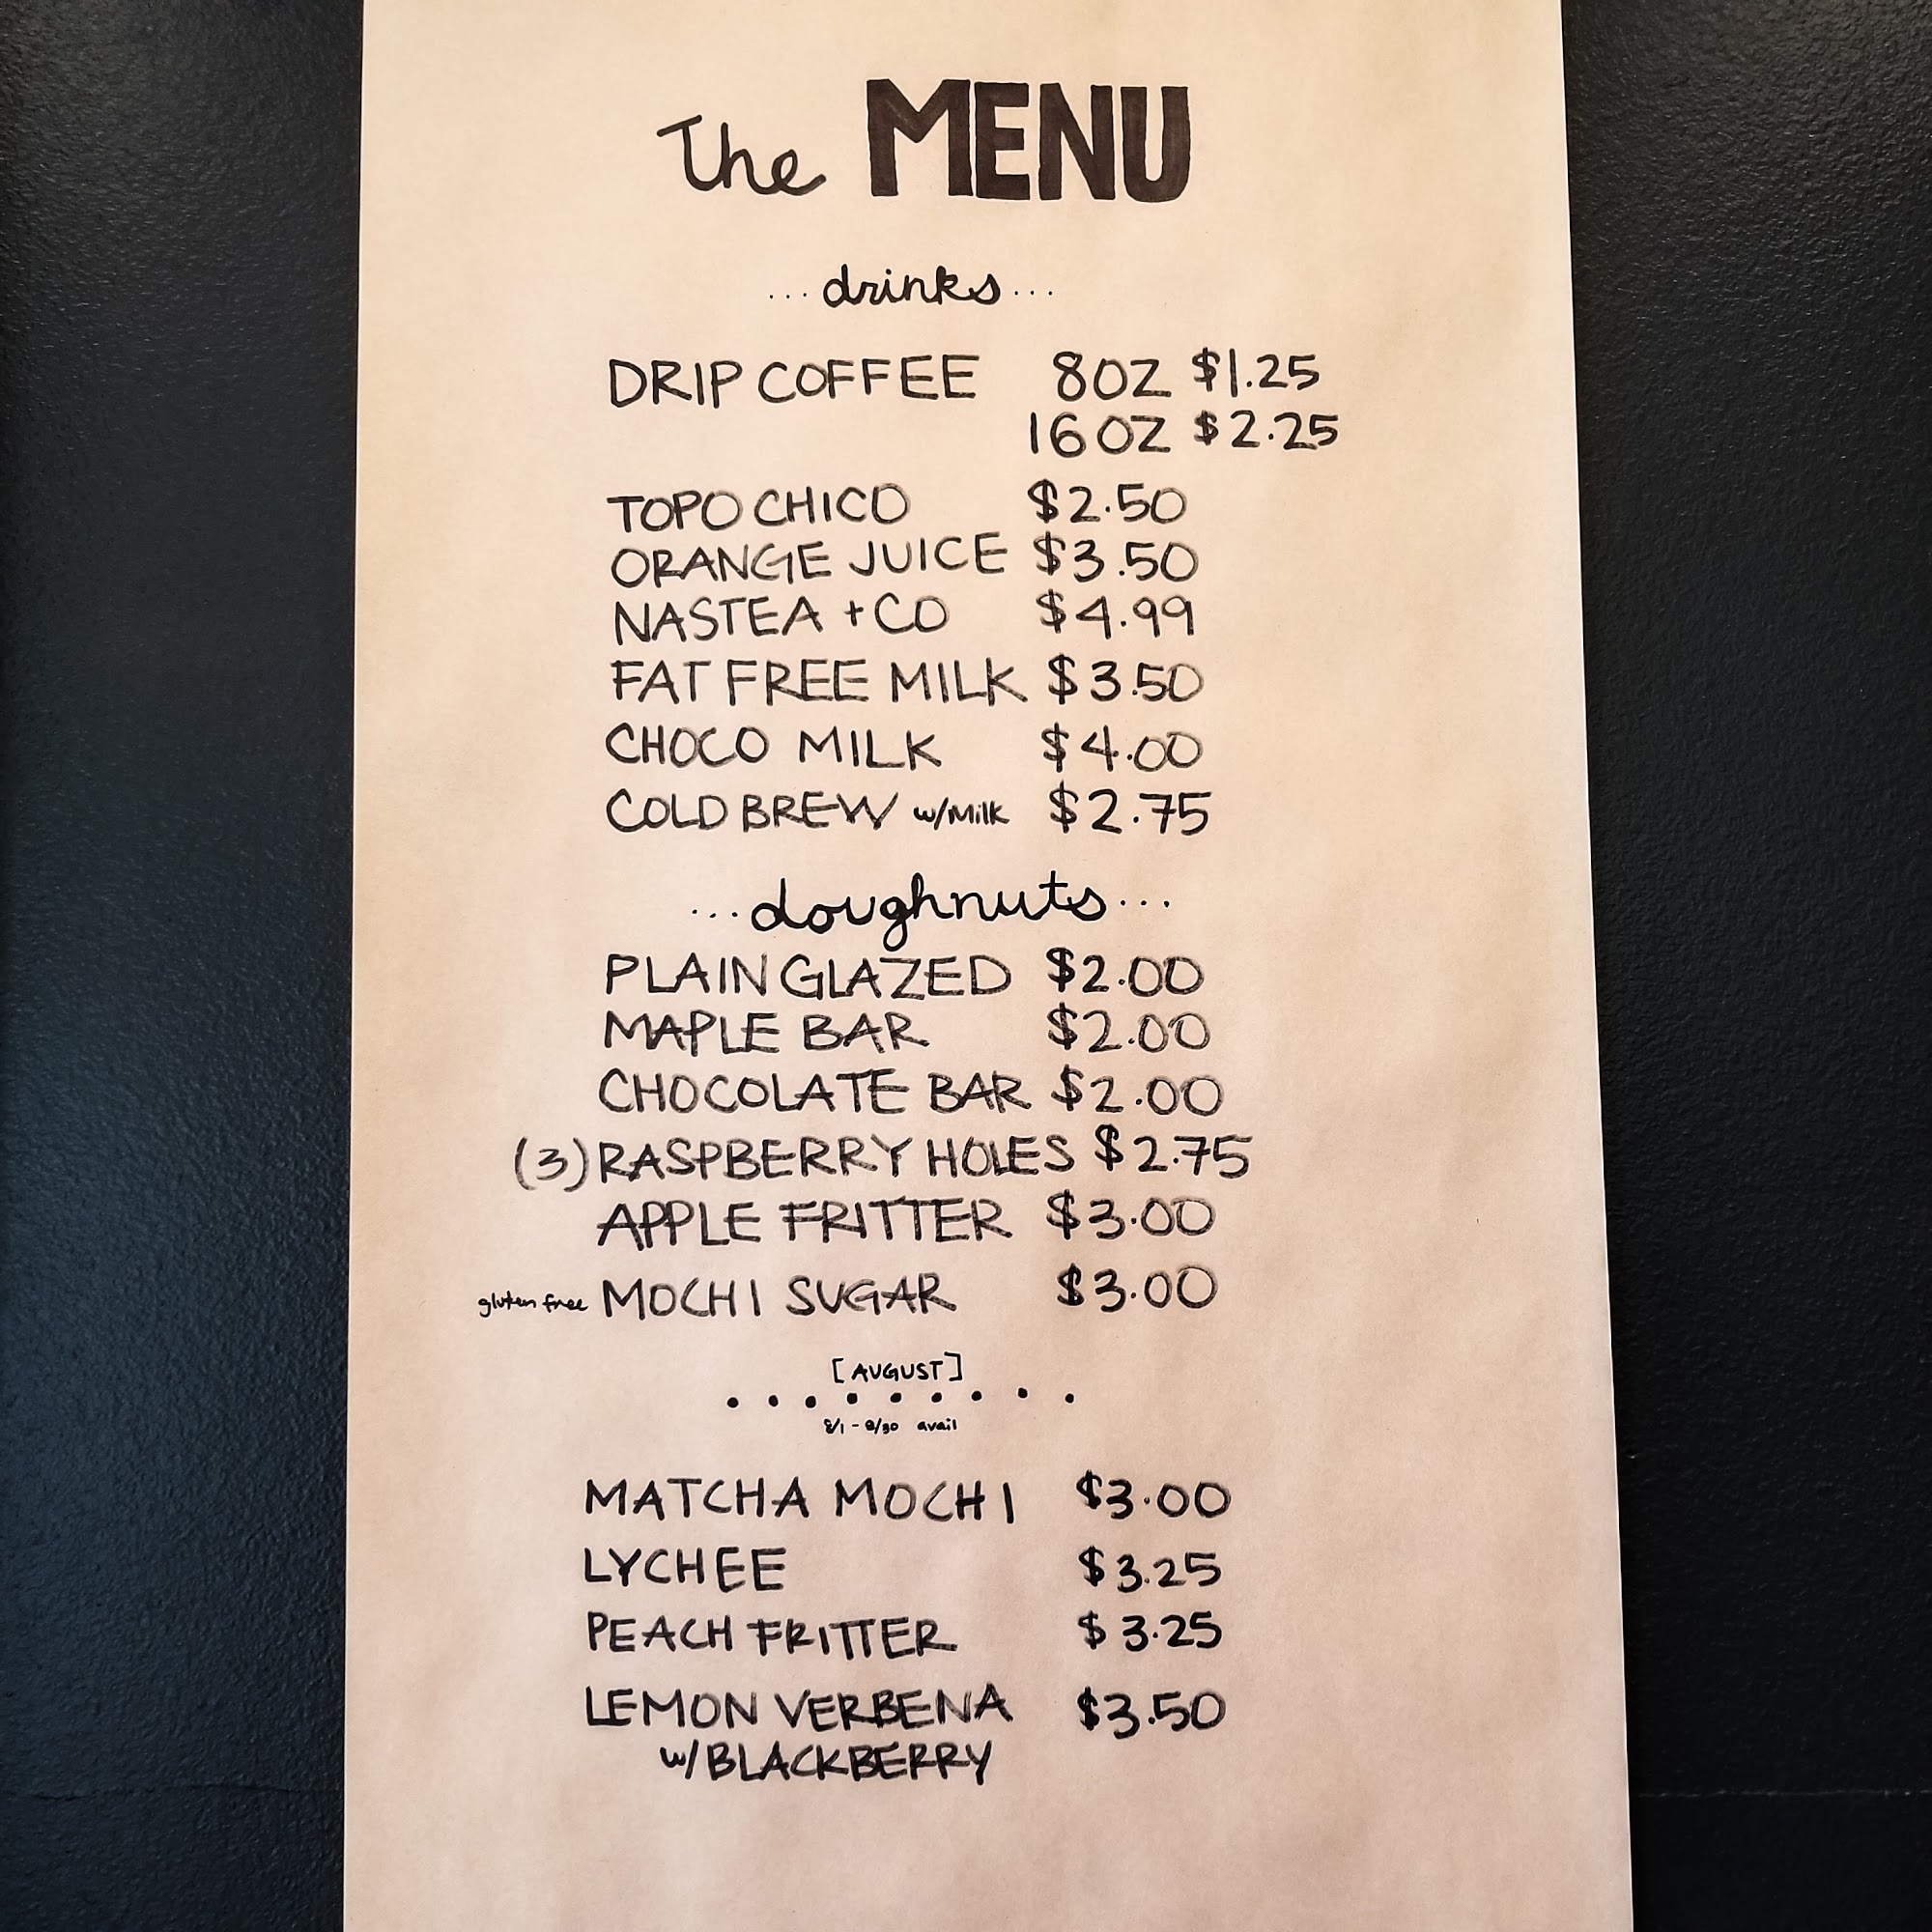 The MENU
...drinks...
DRIP COFFEE 8OZ $1.25
16OZ $2.25
TOPO CHICO $2.50
ORANGE JUICE $3.50
NASTEA + CO $4.99
FAT FREE MILK $3.50
CHOCO MILK $4.00
COLD BREW w/Milk $2.75
...doughnuts...
PLAIN GLAZED $2.00
MAPLE BAR $2.00
CHOCOLATE BAR $2.00
(3) RASPBERRY HOLES $2.75
APPLE FRITTER $3.00
gluten free MOCHI SUGAR $3.00
[AUGUST]
8/1 - 8/30 avail
MATCHA MOCHI $3.00
LYCHEE $3.25
PEACH FRITTER $3.25
LEMON VERBENA $3.50
w/BLACKBERRY